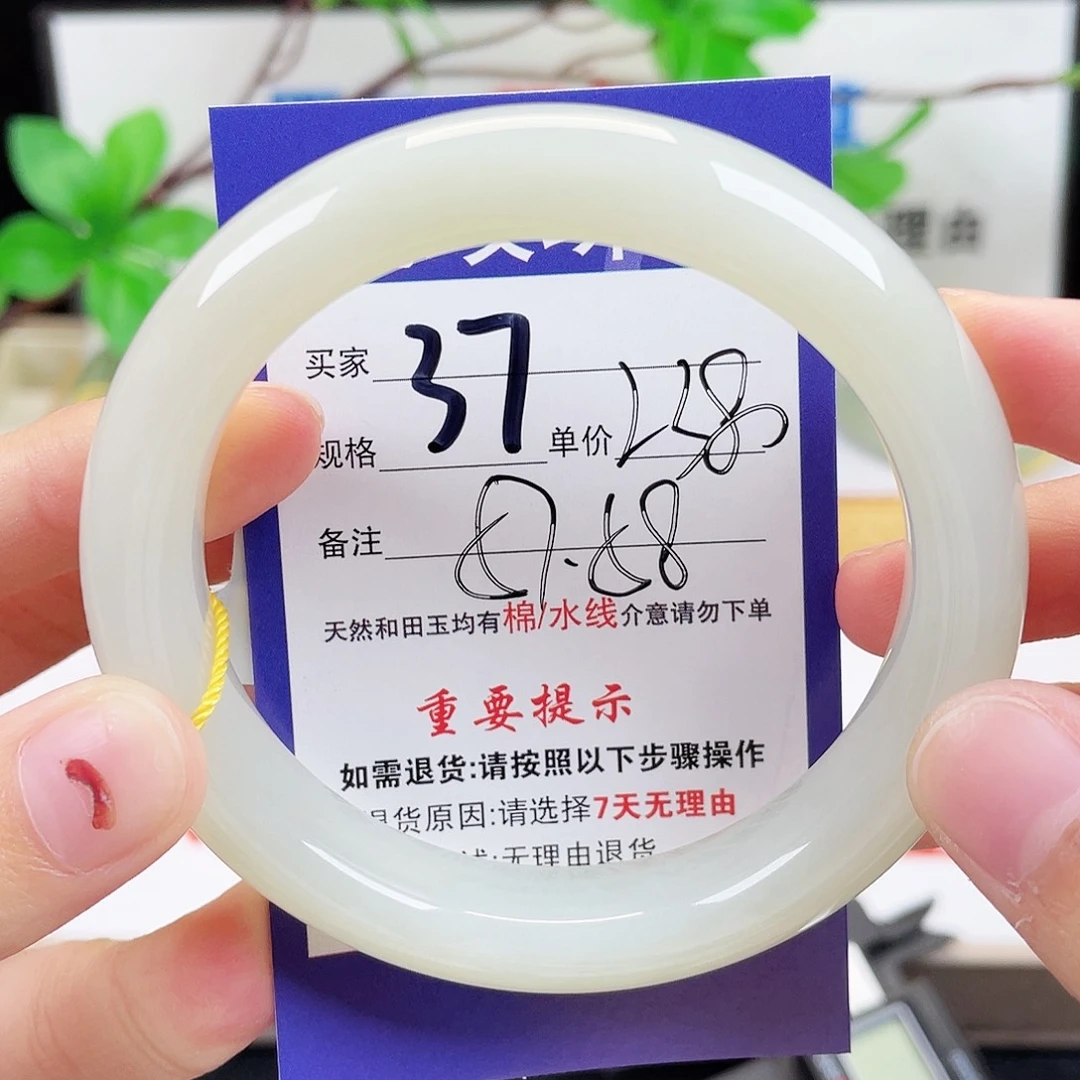 理由
买家 37
规格 单价 258
备注
天然和田玉均有棉/水线介意请勿下单
重要提示
如需退货:请按照以下步骤操作
退货原因:请选择7天无理由
无理由退货